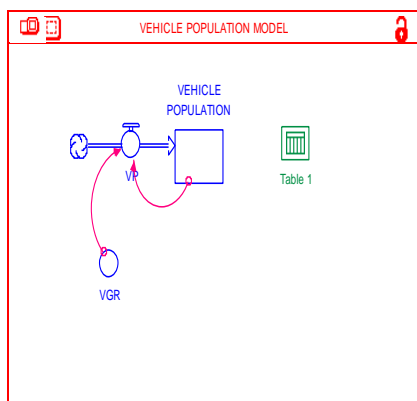 VEHICLE POPULATION MODEL
VEHICLE
POPULATION
VP
Table 1
VGR